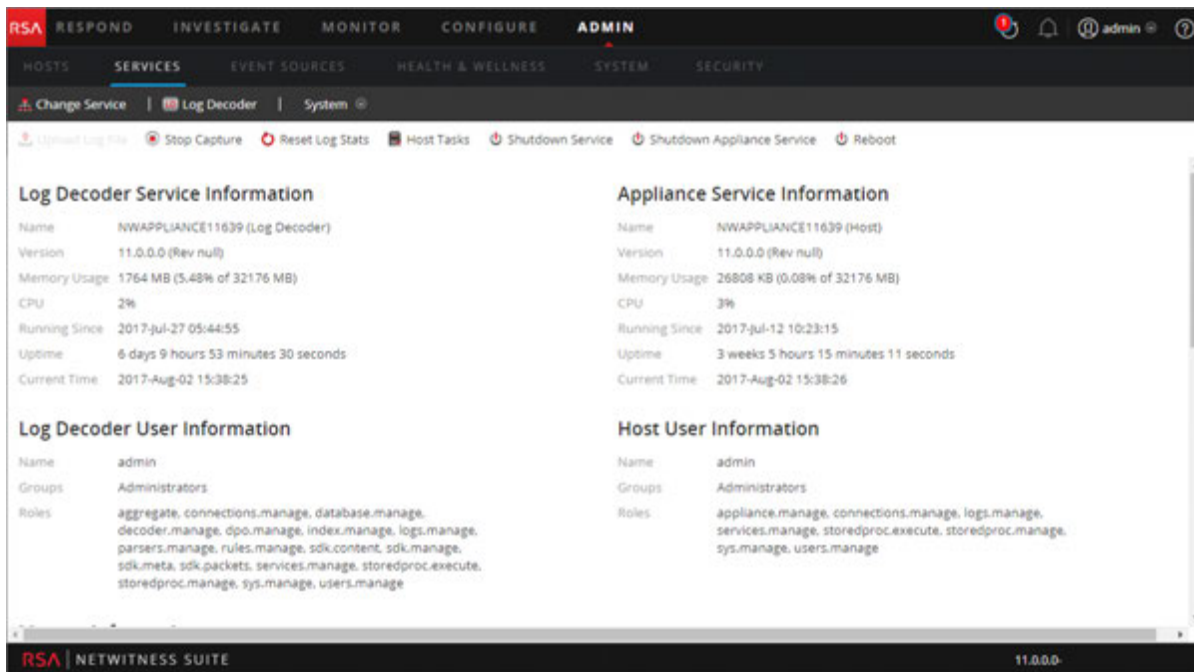 RSA RESPOND INVESTIGATE MONITOR CONFIGURE ADMIN 1 admin ?
HOSTS SERVICES EVENT SOURCES HEALTH & WELLNESS SYSTEM SECURITY
Change Service | Log Decoder | System
Upload Log File Stop Capture Reset Log Stats Host Tasks Shutdown Service Shutdown Appliance Service Reboot
Log Decoder Service Information
Name NWAPPLIANCE11639 (Log Decoder)
Version 11.0.0.0 (Rev null)
Memory Usage 1764 MB (5.48% of 32176 MB)
CPU 2%
Running Since 2017-Jul-27 05:44:55
Uptime 6 days 9 hours 53 minutes 30 seconds
Current Time 2017-Aug-02 15:38:25
Appliance Service Information
Name NWAPPLIANCE11639 (Host)
Version 11.0.0.0 (Rev null)
Memory Usage 26808 KB (0.08% of 32176 MB)
CPU 3%
Running Since 2017-Jul-12 10:23:15
Uptime 3 weeks 5 hours 15 minutes 11 seconds
Current Time 2017-Aug-02 15:38:26
Log Decoder User Information
Name admin
Groups Administrators
Roles aggregate, connections.manage, database.manage,
decoder.manage, dpo.manage, index.manage, logs.manage,
parsers.manage, rules.manage, sdk.content, sdk.manage,
sdk.meta, sdk.packets, services.manage, storedproc.execute,
storedproc.manage, sys.manage, users.manage
Host User Information
Name admin
Groups Administrators
Roles appliance.manage, connections.manage, logs.manage,
services.manage, storedproc.execute, storedproc.manage,
sys.manage, users.manage
RSA | NETWITNESS SUITE 11.0.0.0-